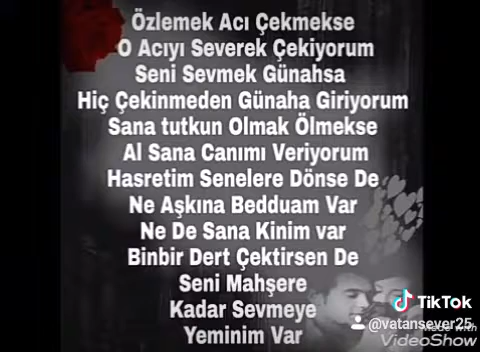 Özlemek Acı Çekmekse
O Acıyı Severek Çekiyorum
Seni Sevmek Günahsa
Hiç Çekinmeden Günaha Giriyorum
Sana tutkun Olmak Ölmekse
Al Sana Canımı Veriyorum
Hasretim Senelere Dönse De
Ne Aşkına Bedduam Var
Ne De Sana Kinim var
Binbir Dert Çektirsen De
Seni Mahşere
Kadar Sevmeye
Yeminim Var
TikTok
@vatansever25
Made with
VideoShow